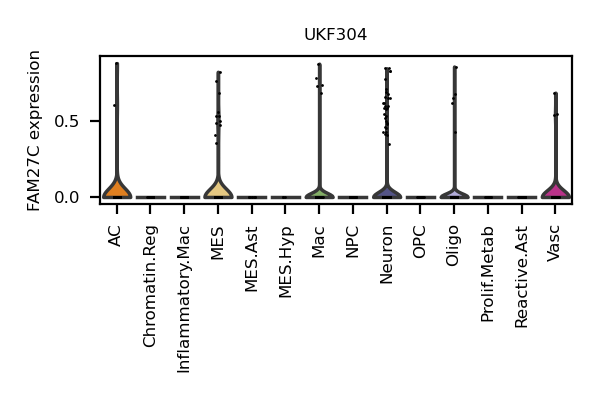 UKF304
FAM27C expression
0.5
0.0
AC
Chromatin.Reg
Inflammatory.Mac
MES
MES.Ast
MES.Hyp
Mac
NPC
Neuron
OPC
Oligo
Prolif.Metab
Reactive.Ast
Vasc